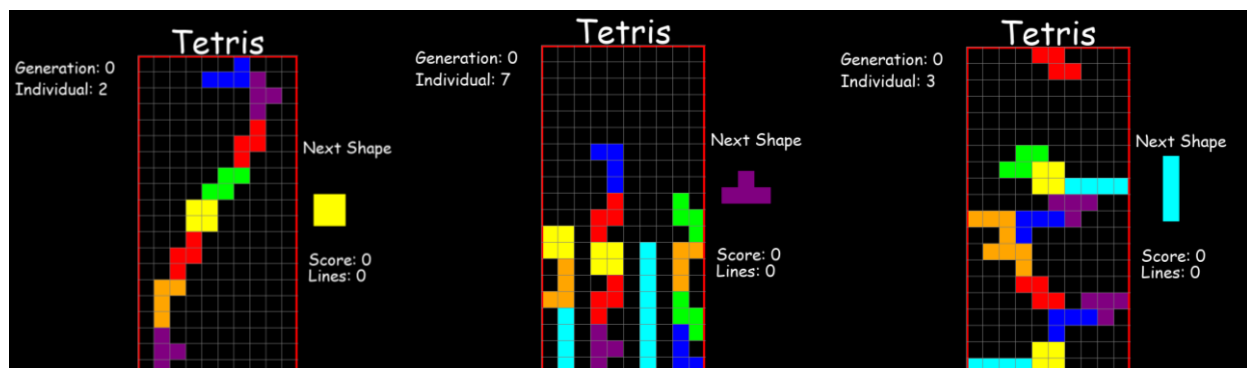 Tetris
Generation: 0
Individual: 2
Next Shape
Score: 0
Lines: 0
Tetris
Generation: 0
Individual: 7
Next Shape
Score: 0
Lines: 0
Tetris
Generation: 0
Individual: 3
Next Shape
Score: 0
Lines: 0